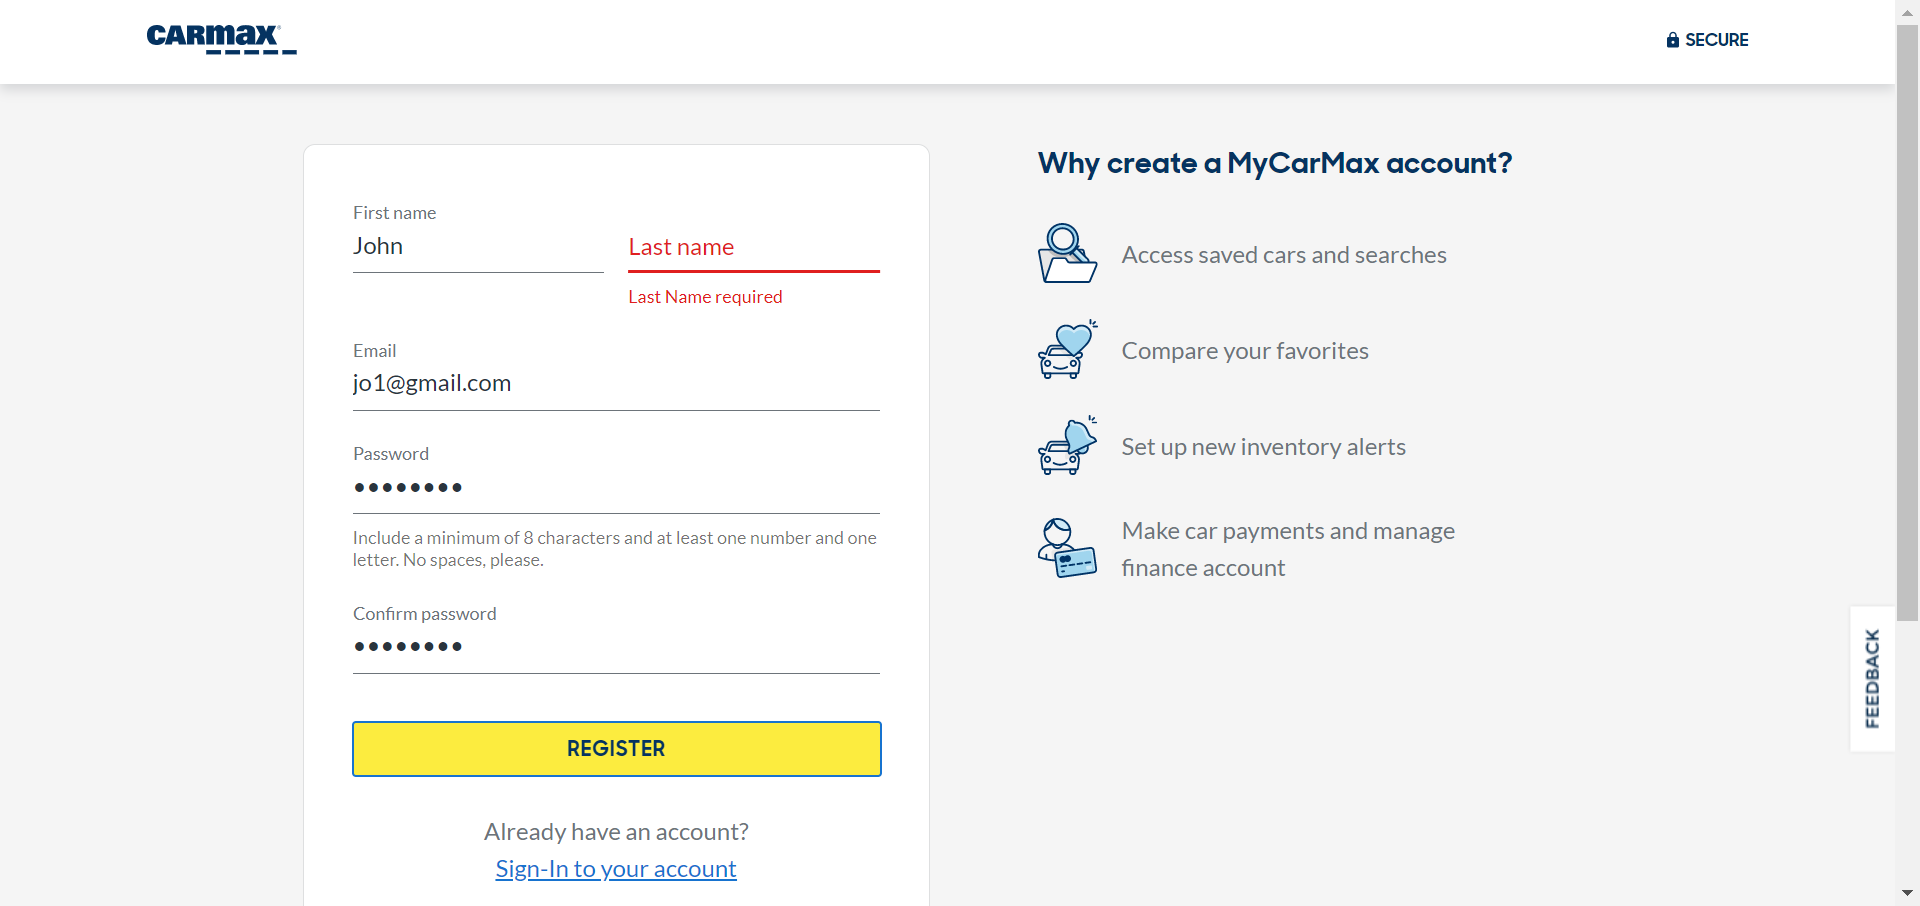 CARMAX
SECURE
First name
John
Last name
Last Name required
Email
jo1@gmail.com
Password
••••••••
Include a minimum of 8 characters and at least one number and one
letter. No spaces, please.
Confirm password
••••••••
REGISTER
Already have an account?
Sign-In to your account
Why create a MyCarMax account?
Access saved cars and searches
Compare your favorites
Set up new inventory alerts
Make car payments and manage
finance account
FEEDBACK